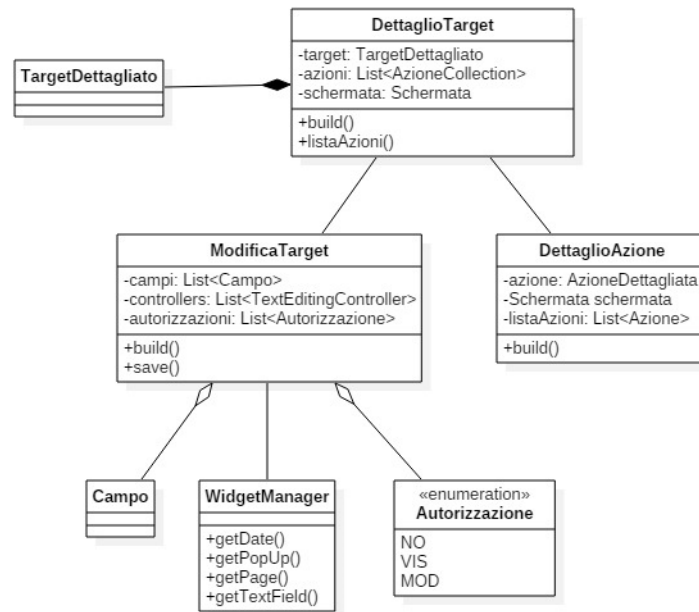 DettaglioTarget
-target: TargetDettagliato
-azioni: List<AzioneCollection>
-schermata: Schermata
+build()
+listaAzioni()
TargetDettagliato
ModificaTarget
-campi: List<Campo>
-controllers: List<TextEditingController>
-autorizzazioni: List<Autorizzazione>
+build()
+save()
DettaglioAzione
-azione: AzioneDettagliata
-Schermata schermata
-listaAzioni: List<Azione>
+build()
Campo
WidgetManager
+getDate()
+getPopUp()
+getPage()
+getTextField()
«enumeration»
Autorizzazione
NO
VIS
MOD